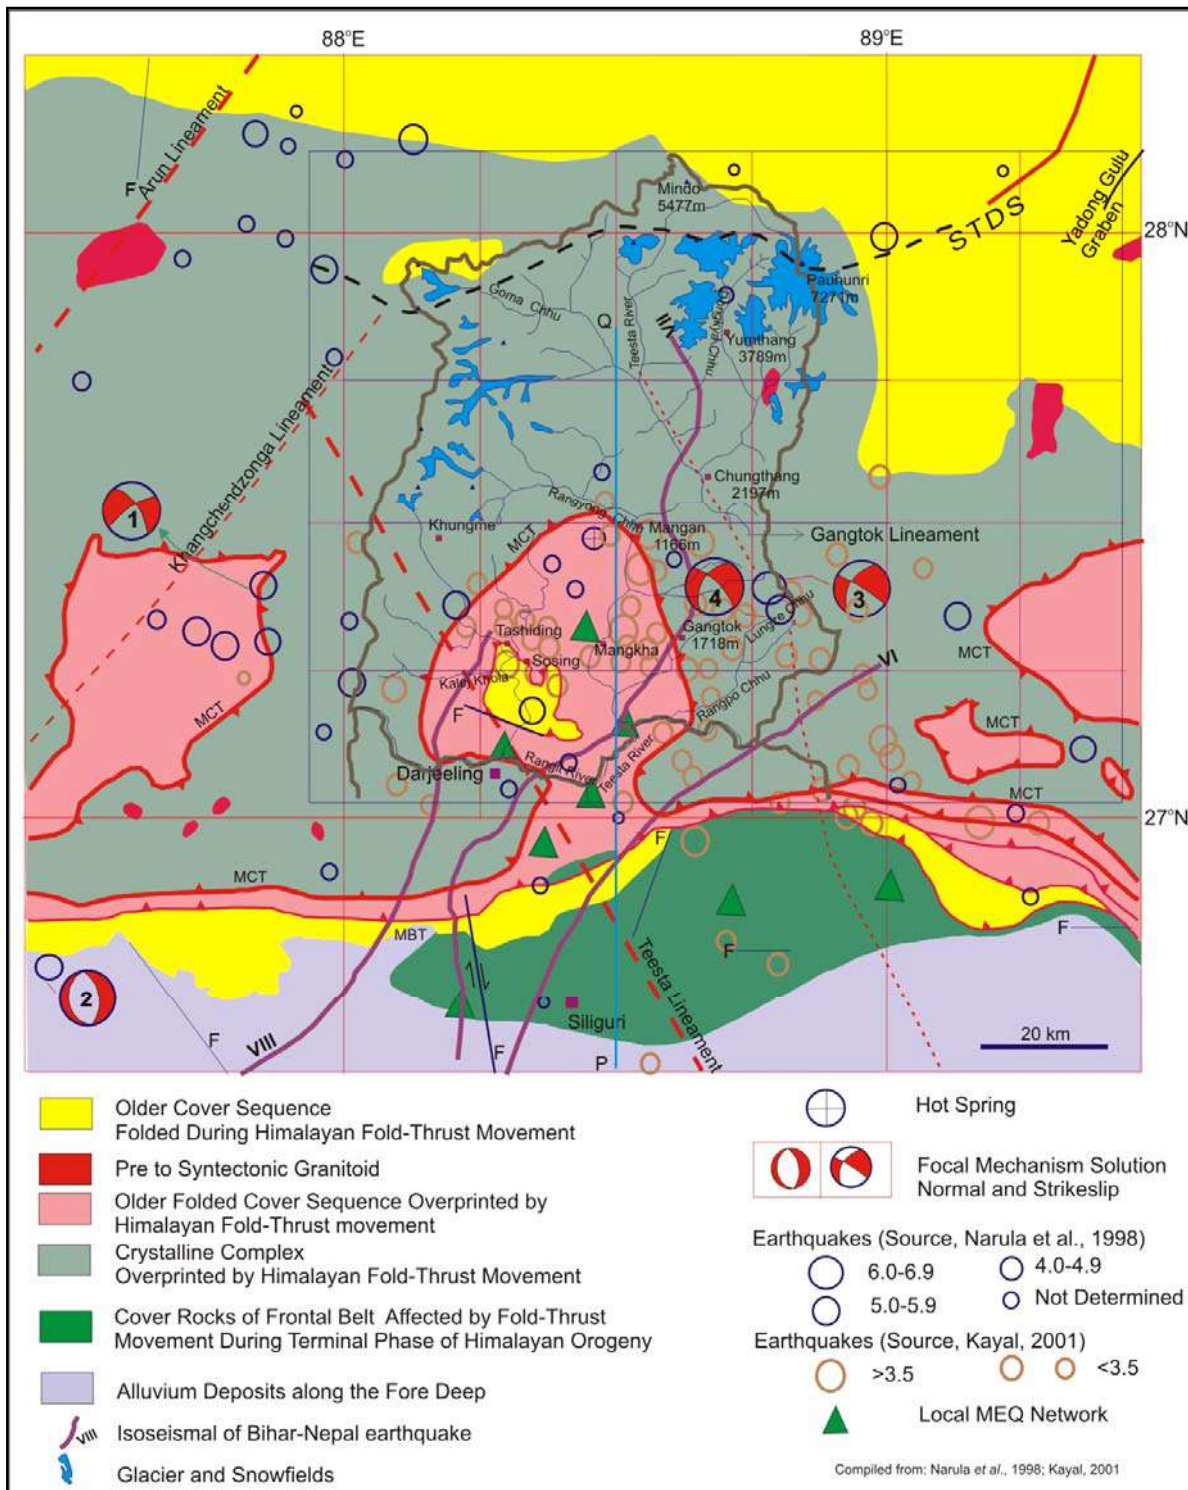 88°E
89°E
Arun Lineament
F
Mindo
5477m
28°N
STDS
Yadong Gulu
Graben
Pauhunri
7271m
Goma Chhu
Teesta River
Dongkya Chhu
Q
VII
Yumthang
3789m
Khangchendzonga Lineament
Chungthang
2197m
Rangyong Chhu
1
Khungme
MCT
Mangan
1166m
Gangtok Lineament
4
3
Tashiding
Mangkha
Gangtok
1718m
Lungze Chhu
Sosing
Kalej Khola
MCT
VI
MCT
F
Rangpo Chhu
MCT
Darjeeling
Rangit River
Teesta River
MCT
27°N
F
MCT
MBT
F
F
2
Teesta Lineament
Siliguri
F
VIII
F
P
20 km
Older Cover Sequence
Folded During Himalayan Fold-Thrust Movement
Pre to Syntectonic Granitoid
Older Folded Cover Sequence Overprinted by
Himalayan Fold-Thrust movement
Crystalline Complex
Overprinted by Himalayan Fold-Thrust Movement
Cover Rocks of Frontal Belt Affected by Fold-Thrust
Movement During Terminal Phase of Himalayan Orogeny
Alluvium Deposits along the Fore Deep
VIII
Isoseismal of Bihar-Nepal earthquake
Glacier and Snowfields
Hot Spring
Focal Mechanism Solution
Normal and Strikeslip
Earthquakes (Source, Narula et al., 1998)
6.0-6.9
4.0-4.9
5.0-5.9
Not Determined
Earthquakes (Source, Kayal, 2001)
>3.5
<3.5
Local MEQ Network
Compiled from: Narula et al., 1998; Kayal, 2001